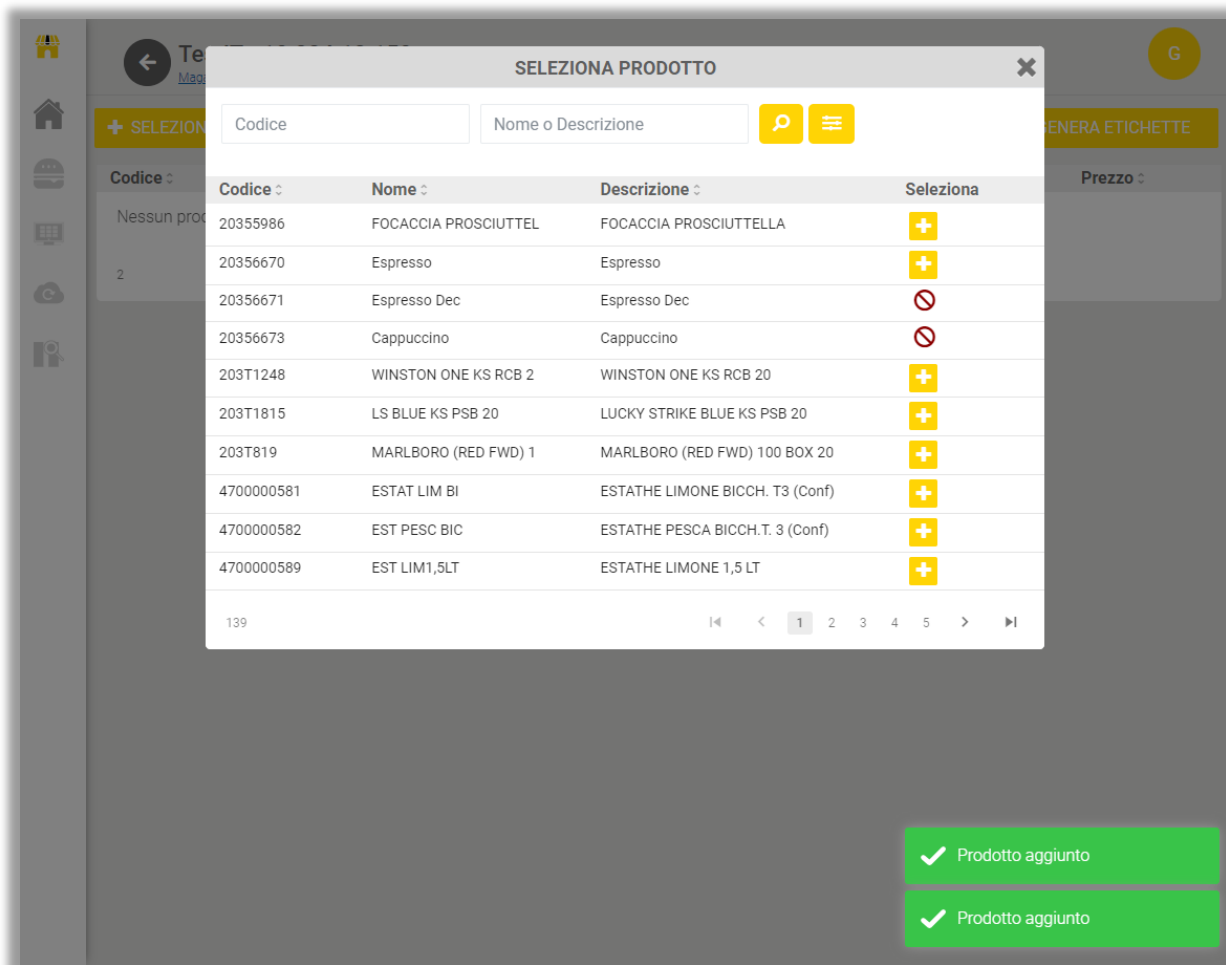 G
SELEZIONA PRODOTTO
Codice
Nome o Descrizione
SELEZION
GENERA ETICHETTE
Codice
Prezzo
Nessun prod
2
Codice Nome Descrizione Seleziona
20355986 FOCACCIA PROSCIUTTEL FOCACCIA PROSCIUTTELLA
20356670 Espresso Espresso
20356671 Espresso Dec Espresso Dec
20356673 Cappuccino Cappuccino
203T1248 WINSTON ONE KS RCB 2 WINSTON ONE KS RCB 20
203T1815 LS BLUE KS PSB 20 LUCKY STRIKE BLUE KS PSB 20
203T819 MARLBORO (RED FWD) 1 MARLBORO (RED FWD) 100 BOX 20
4700000581 ESTAT LIM BI ESTATHE LIMONE BICCH. T3 (Conf)
4700000582 EST PESC BIC ESTATHE PESCA BICCH.T. 3 (Conf)
4700000589 EST LIM1,5LT ESTATHE LIMONE 1,5 LT
139 1 2 3 4 5
Prodotto aggiunto
Prodotto aggiunto